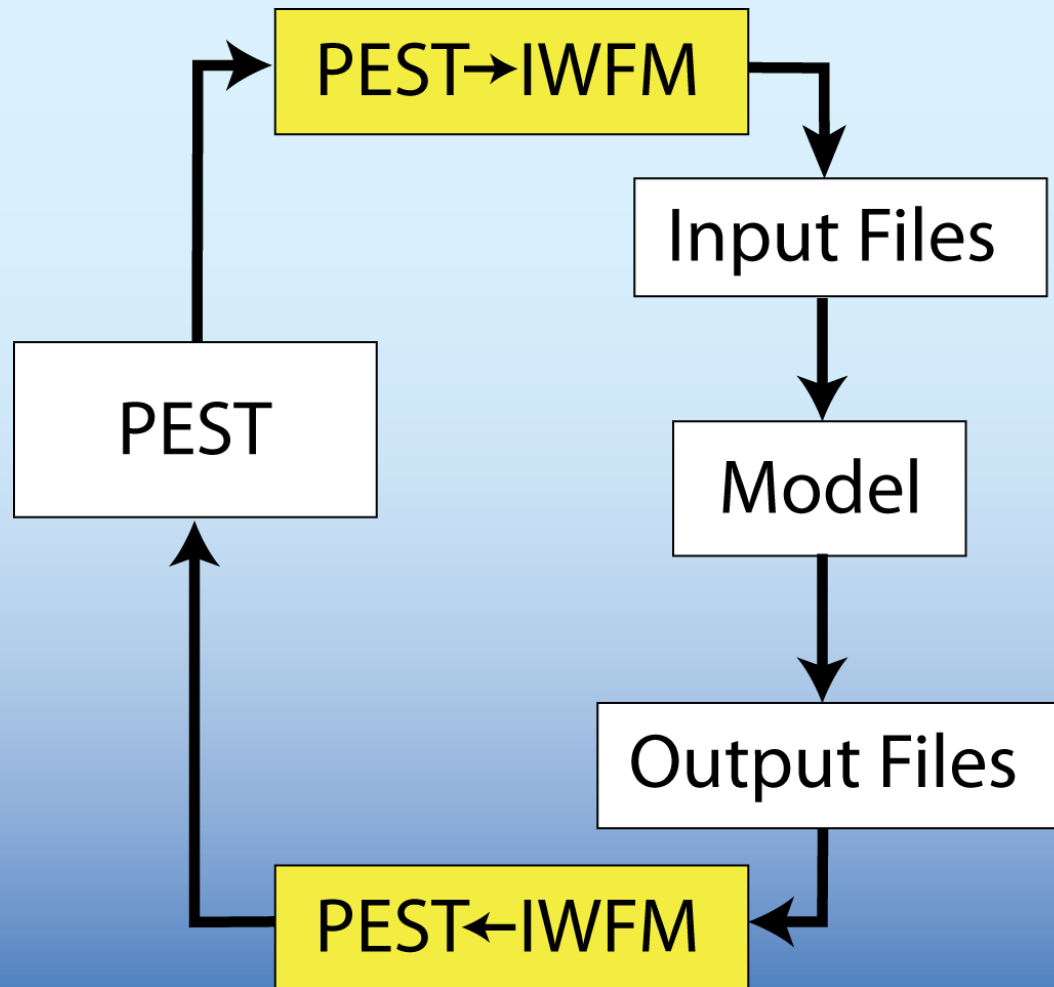 PEST→IWFM
Input Files
PEST
Model
Output Files
PEST←IWFM